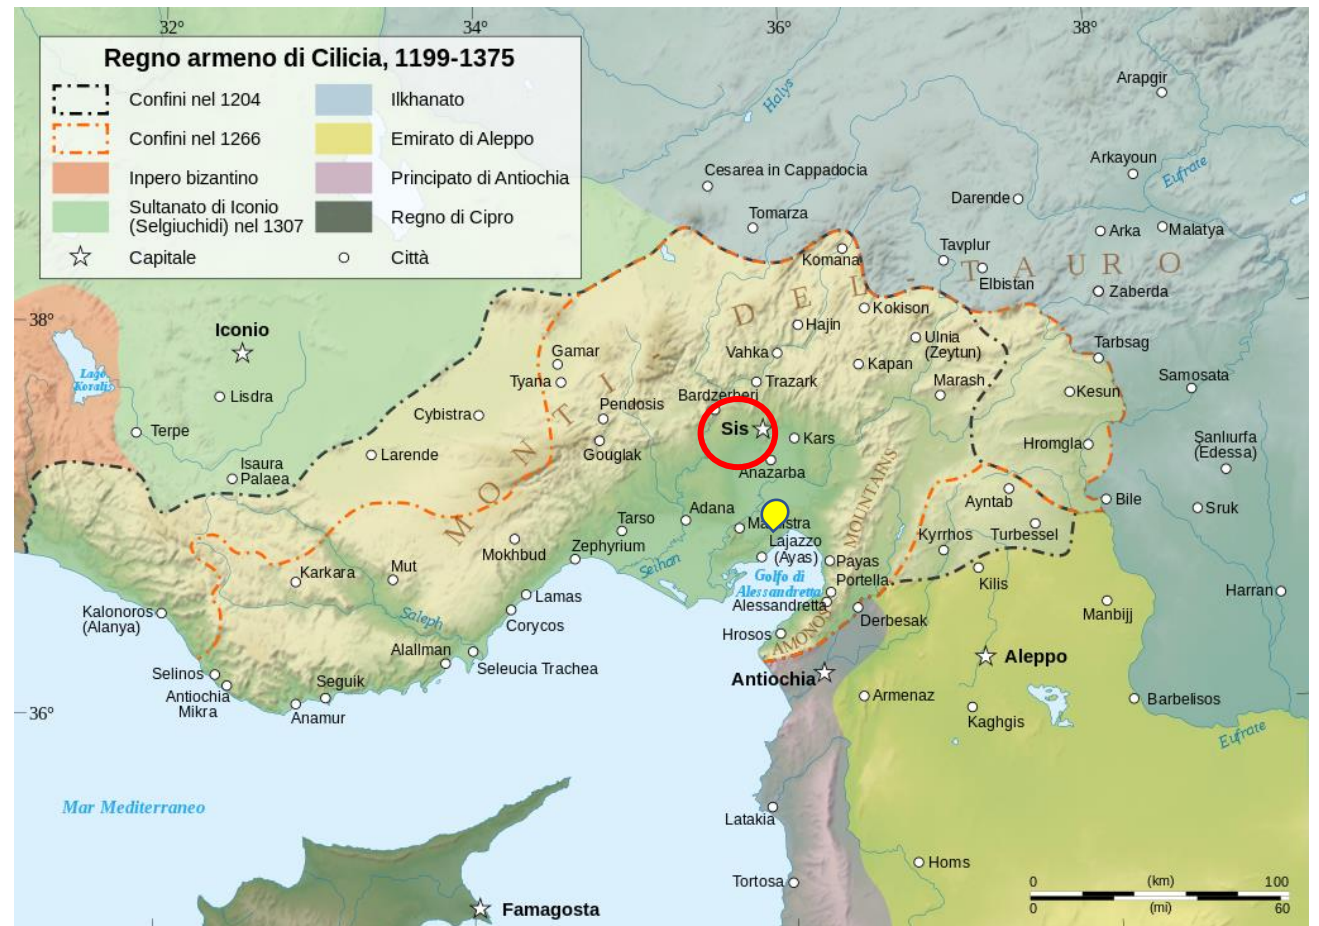 32°
34°
36°
38°
Regno armeno di Cilicia, 1199-1375
Confini nel 1204
Confini nel 1266
Inpero bizantino
Sultanato di Iconio
(Selgiuchidi) nel 1307
Capitale
Ilkhanato
Emirato di Aleppo
Principato di Antiochia
Regno di Cipro
Città
Halys
Arapgir
Arkayoun
Eufrate
Cesarea in Cappadocia
Darende
Tomarza
Arka
Malatya
Tavplur
Komana
Elbistan
MONTI DEL TAURO
Zaberda
38°
Iconio
Kokison
Hajin
Ulnia
(Zeytun)
Tarbsag
Gamar
Vahka
Kapan
Lago
Koralis
Tyana
Trazark
Marash
Samosata
Lisdra
Bardzerberi
Kesun
Cybistra
Pendosis
Terpe
Sis
Kars
Hromgla
Şanlıurfa
(Edessa)
Larende
Gouglak
Isaura
Palaea
Anazarba
MOUNTAINS
Ayntab
Bile
Adana
Sruk
Tarso
Kyrrhos
Turbessel
Mokhbud
Zephyrium
Lajazzo
(Ayas)
Seihan
Payas
Karkara
Mut
Golfo di
Alessandretta
Portella
Kilis
Harran
Lamas
Alessandretta
Manbijj
Kalonoros
(Alanya)
Saleph
Corycos
Derbesak
Hrosos
AMONOS
Alallman
Seleucia Trachea
Aleppo
Selinos
Antiochia
Mikra
Seguik
Antiochia
Armenaz
Barbelisos
36°
Anamur
Kaghgis
Eufrate
Mar Mediterraneo
Latakia
Homs
Tortosa
0 (km) 100
0 (mi) 60
Famagosta